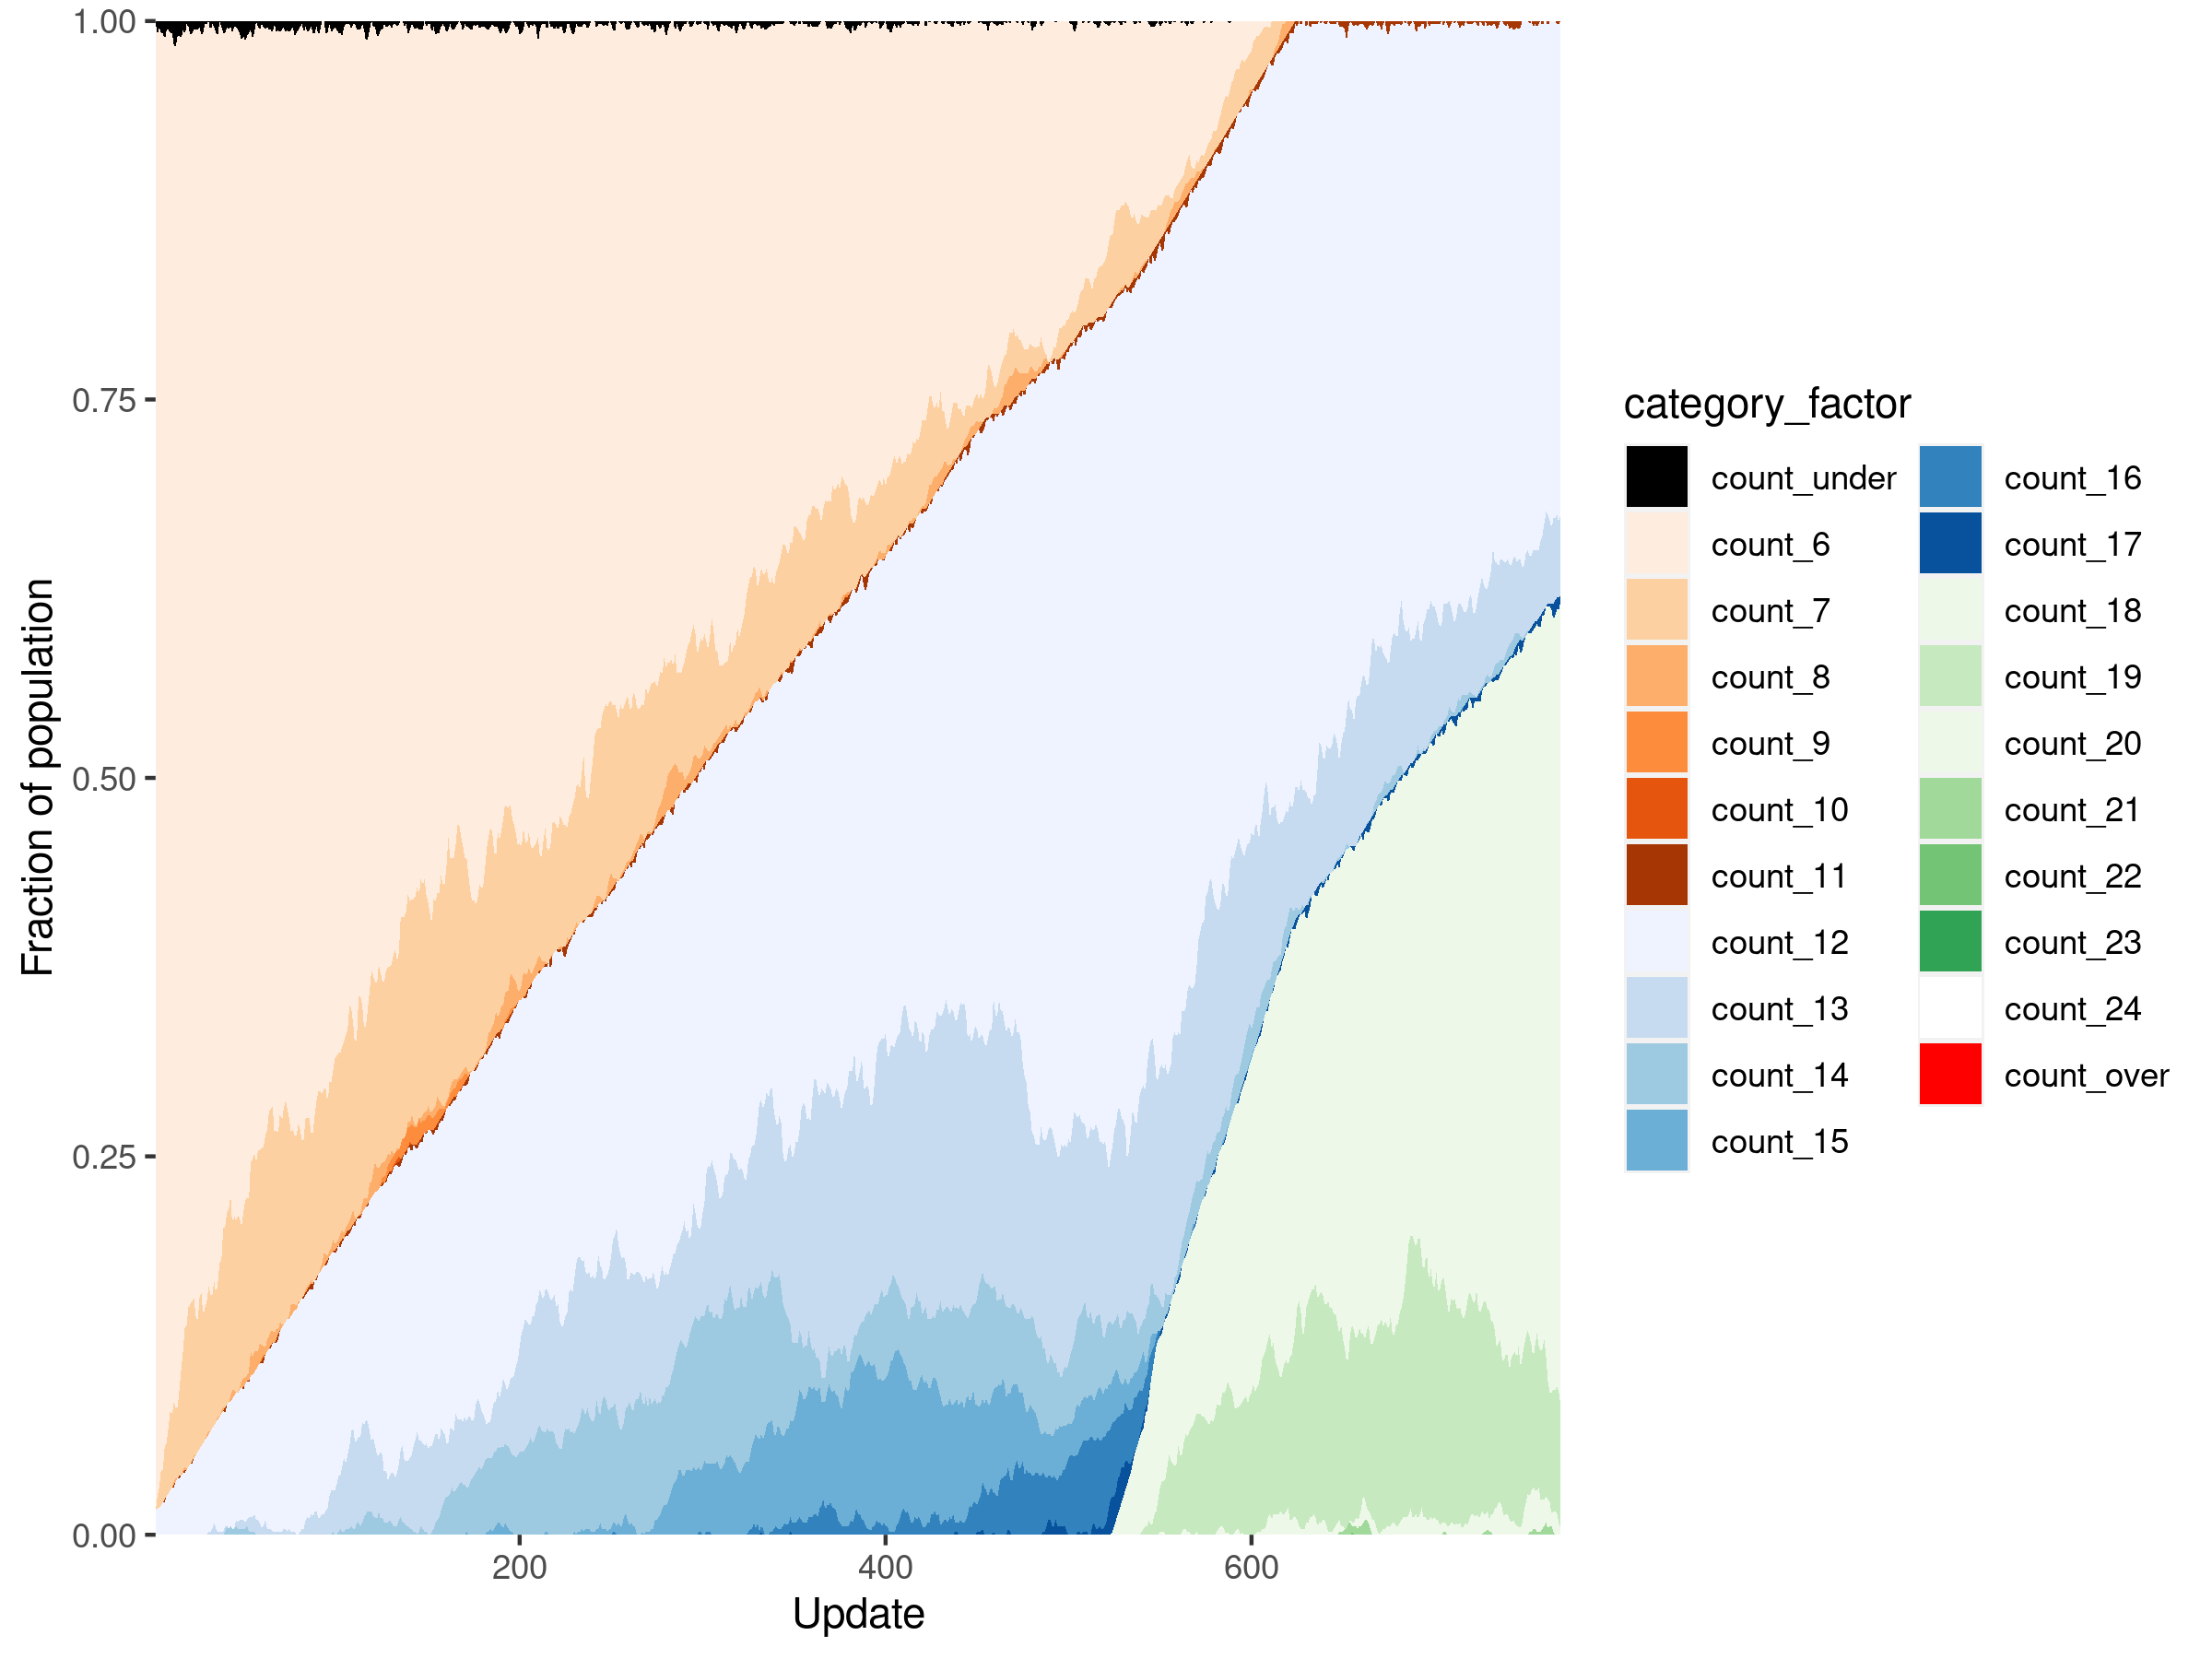 1.00
0.75
0.50
0.25
0.00
Fraction of population
200
400
600
Update
category_factor
count_under
count_6
count_7
count_8
count_9
count_10
count_11
count_12
count_13
count_14
count_15
count_16
count_17
count_18
count_19
count_20
count_21
count_22
count_23
count_24
count_over